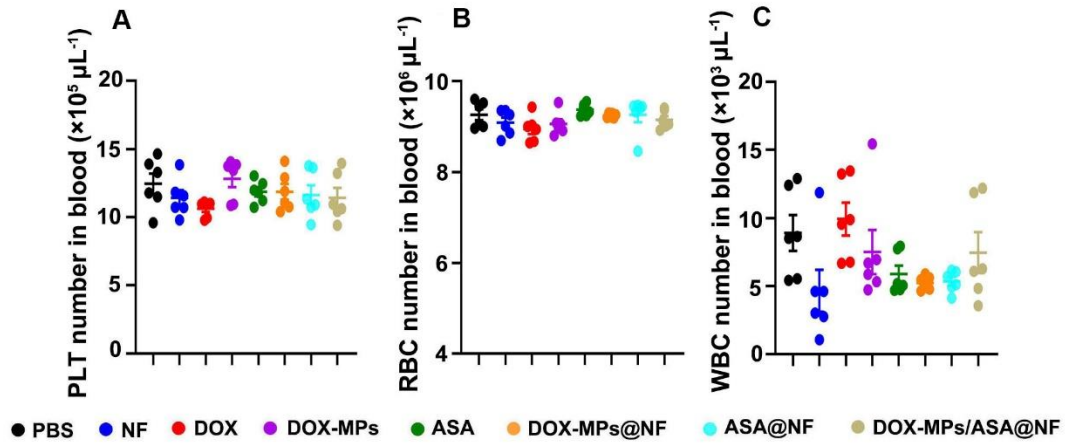 A
PLT number in blood (×10⁵ μL⁻¹)
20
15
10
5
0
B
RBC number in blood (×10⁶ μL⁻¹)
10
8
6
4
C
WBC number in blood (×10³ μL⁻¹)
20
15
10
5
0
PBS NF DOX DOX-MPs ASA DOX-MPs@NF ASA@NF DOX-MPs/ASA@NF